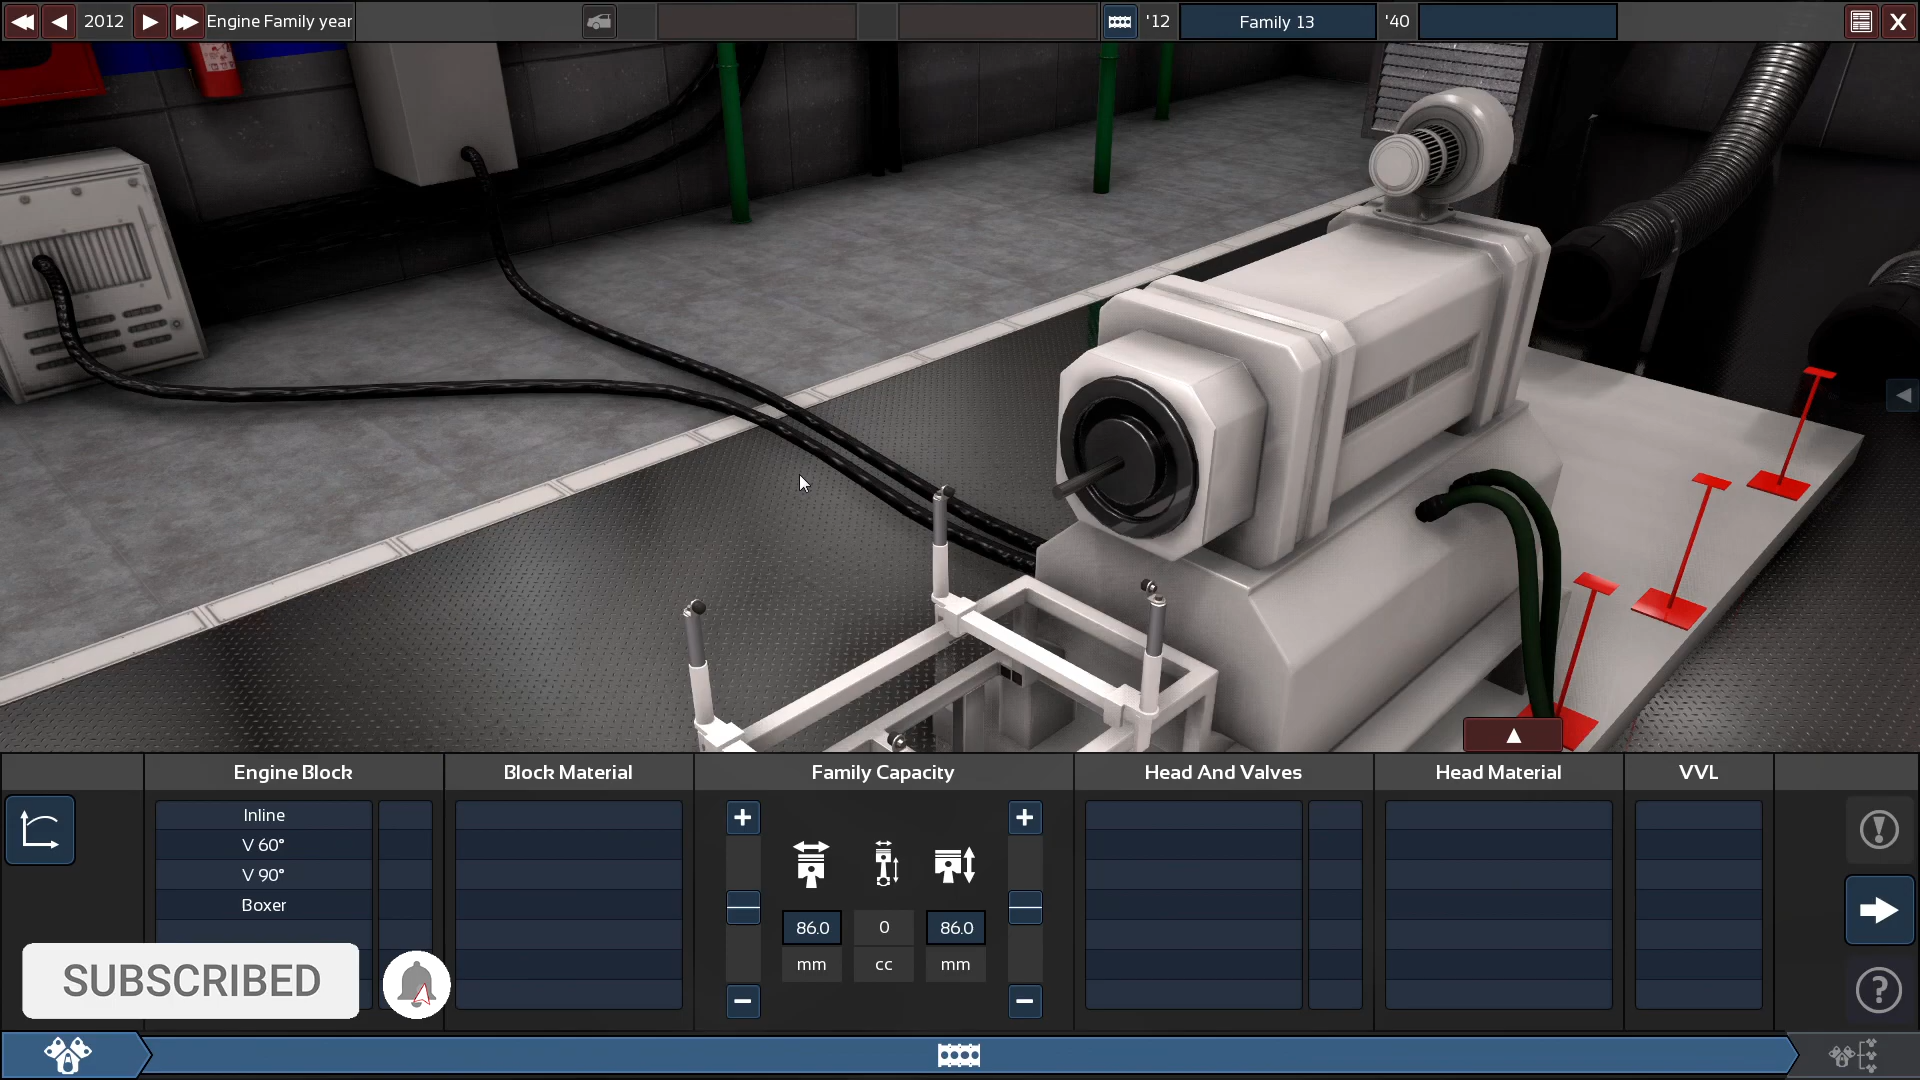 2012
Engine Family year
'12
Family 13
'40
Engine Block
Block Material
Family Capacity
Head And Valves
Head Material
VVL
Inline
V 60°
V 90°
Boxer
86.0
0
86.0
mm
cc
mm
SUBSCRIBED